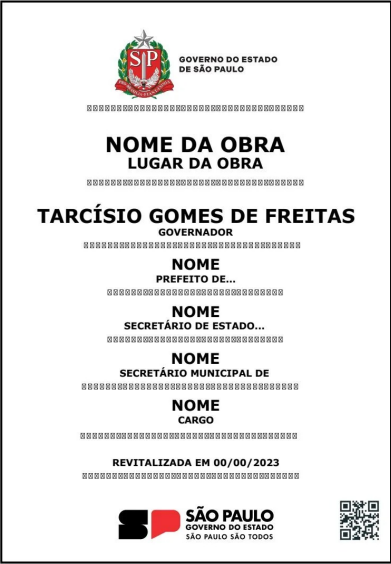 SP
GOVERNO DO ESTADO
DE SÃO PAULO
NOME DA OBRA
LUGAR DA OBRA
TARCÍSIO GOMES DE FREITAS
GOVERNADOR
NOME
PREFEITO DE...
NOME
SECRETÁRIO DE ESTADO...
NOME
SECRETÁRIO MUNICIPAL DE
NOME
CARGO
REVITALIZADA EM 00/00/2023
SP
SÃO PAULO
GOVERNO DO ESTADO
SÃO PAULO SÃO TODOS